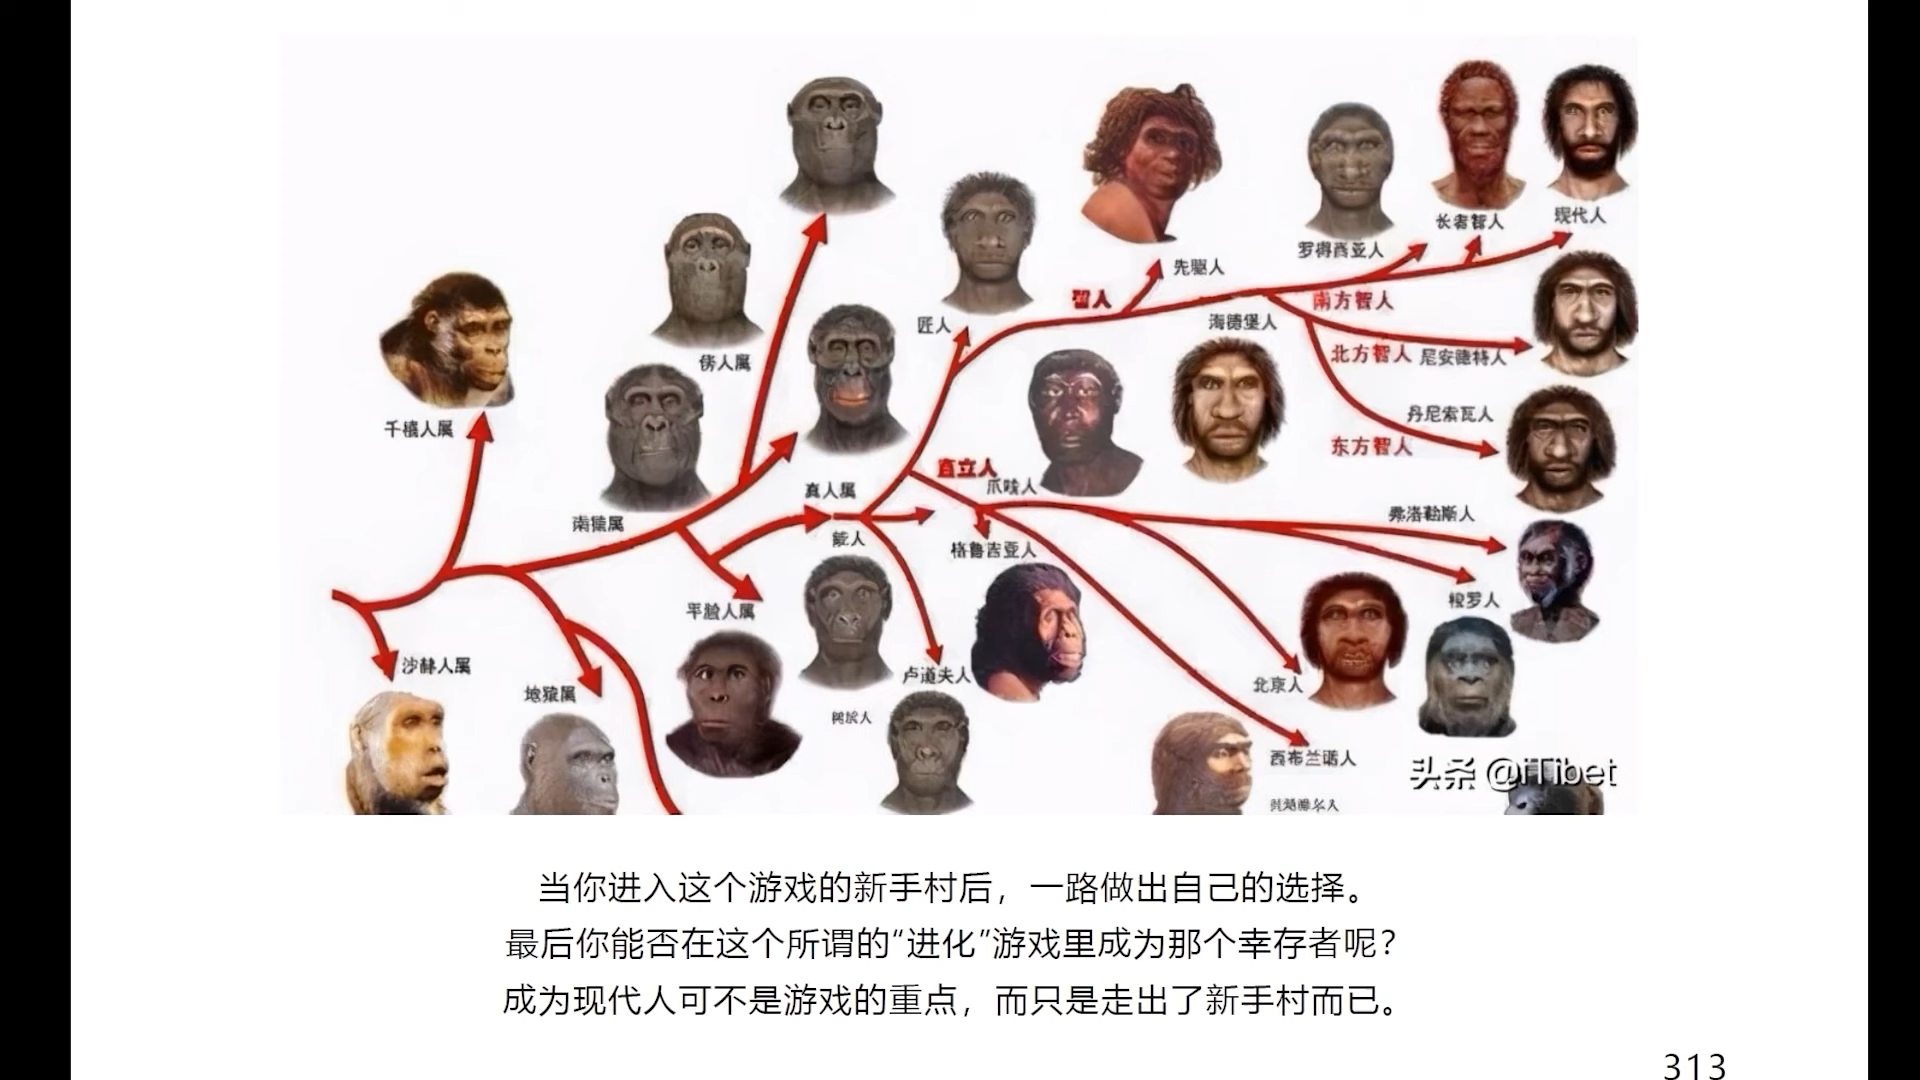 长者智人
现代人
罗得西亚人
先驱人
智人
南方智人
匠人
海德堡人
北方智人
尼安德特人
傍人属
丹尼索瓦人
千禧人属
东方智人
直立人
真人属
弗洛勒斯人
南猿属
能人
格鲁吉亚人
梭罗人
平脸人属
沙赫人属
卢道夫人
北京人
地猿属
西布兰诺人
头条 @iTibet
当你进入这个游戏的新手村后，一路做出自己的选择。
最后你能否在这个所谓的“进化”游戏里成为那个幸存者呢？
成为现代人可不是游戏的重点，而只是走出了新手村而已。
313